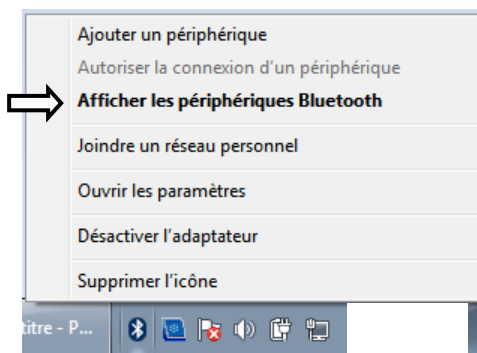 Ajouter un périphérique
Autoriser la connexion d'un périphérique
Afficher les périphériques Bluetooth
Joindre un réseau personnel
Ouvrir les paramètres
Désactiver l'adaptateur
Supprimer l'icône
titre - P...